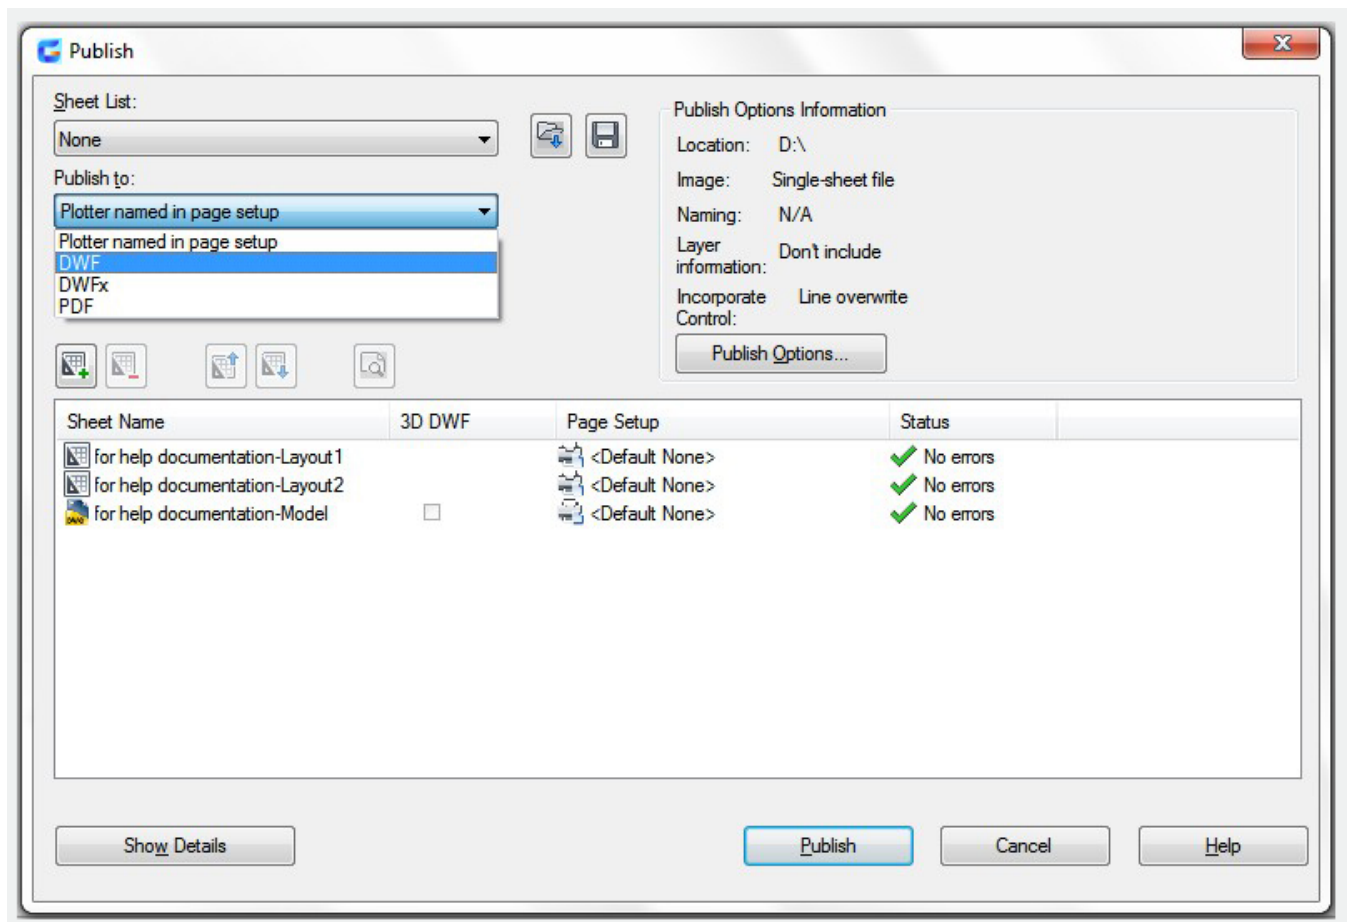 Publish
Sheet List:
None
Publish to:
Plotter named in page setup
Plotter named in page setup
DWF
DWFx
PDF
Publish Options Information
Location: D:\
Image: Single-sheet file
Naming: N/A
Layer
information: Don't include
Incorporate Line overwrite
Control:
Publish Options...
Sheet Name 3D DWF Page Setup Status
for help documentation-Layout1 <Default None> No errors
for help documentation-Layout2 <Default None> No errors
for help documentation-Model <Default None> No errors
Show Details Publish Cancel Help